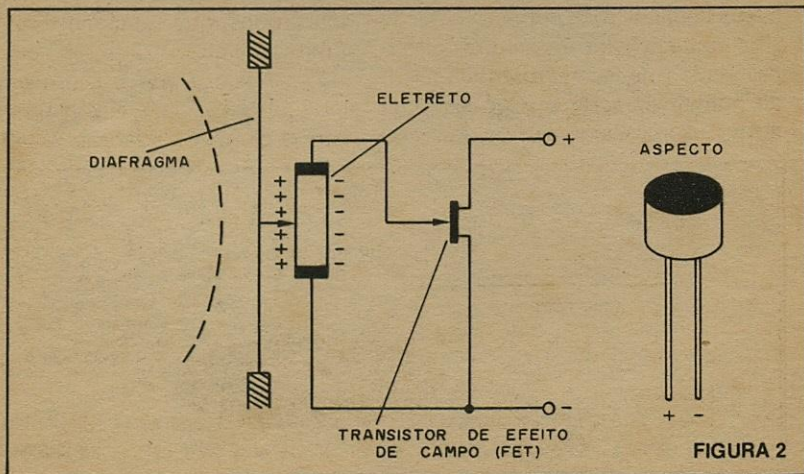 ELETRETO
DIAFRAGMA
+
ASPECTO
+ -
+ -
+ -
+ -
+ -
+ -
-
TRANSISTOR DE EFEITO
DE CAMPO (FET)
+ -
FIGURA 2